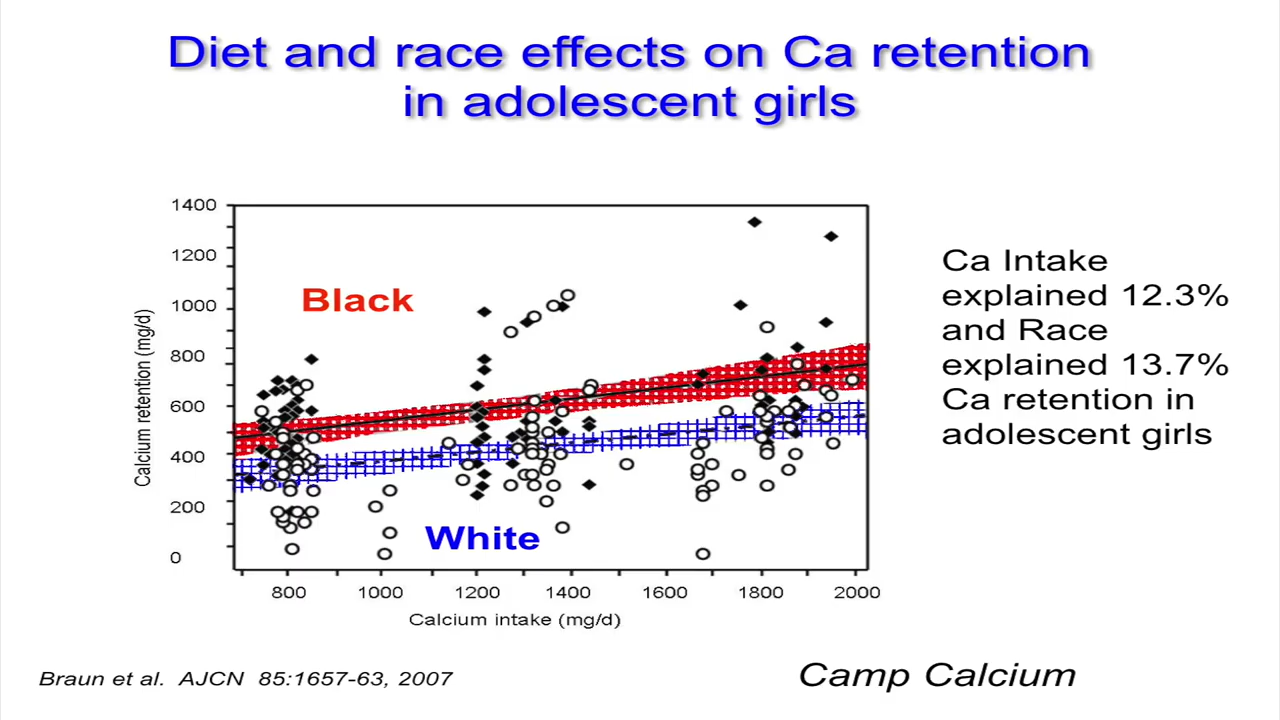 Diet and race effects on Ca retention
in adolescent girls
1400
1200
1000
800
600
400
200
0
Calcium retention (mg/d)
Black
White
800 1000 1200 1400 1600 1800 2000
Calcium intake (mg/d)
Ca Intake
explained 12.3%
and Race
explained 13.7%
Ca retention in
adolescent girls
Braun et al. AJCN 85:1657-63, 2007
Camp Calcium